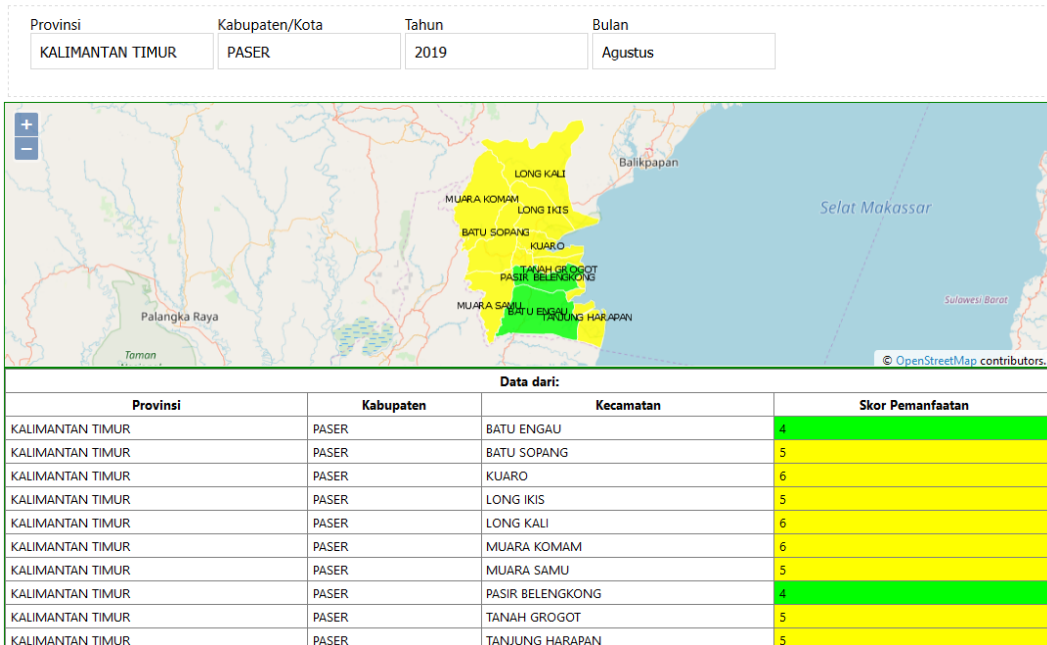 Provinsi Kabupaten/Kota Tahun Bulan
KALIMANTAN TIMUR PASER 2019 Agustus
+
−
Balikpapan
LONG KALI
MUARA KOMAM
LONG IKIS
Selat Makassar
BATU SOPANG
KUARO
TANAH GROGOT
PASIR BELENGKONG
Sulawesi Barat
MUARA SAMU
BATU ENGAU
TANJUNG HARAPAN
Palangka Raya
Taman
© OpenStreetMap contributors.
Data dari:
Provinsi Kabupaten Kecamatan Skor Pemanfaatan
KALIMANTAN TIMUR PASER BATU ENGAU 4
KALIMANTAN TIMUR PASER BATU SOPANG 5
KALIMANTAN TIMUR PASER KUARO 6
KALIMANTAN TIMUR PASER LONG IKIS 5
KALIMANTAN TIMUR PASER LONG KALI 6
KALIMANTAN TIMUR PASER MUARA KOMAM 6
KALIMANTAN TIMUR PASER MUARA SAMU 5
KALIMANTAN TIMUR PASER PASIR BELENGKONG 4
KALIMANTAN TIMUR PASER TANAH GROGOT 5
KALIMANTAN TIMUR PASER TANJUNG HARAPAN 5